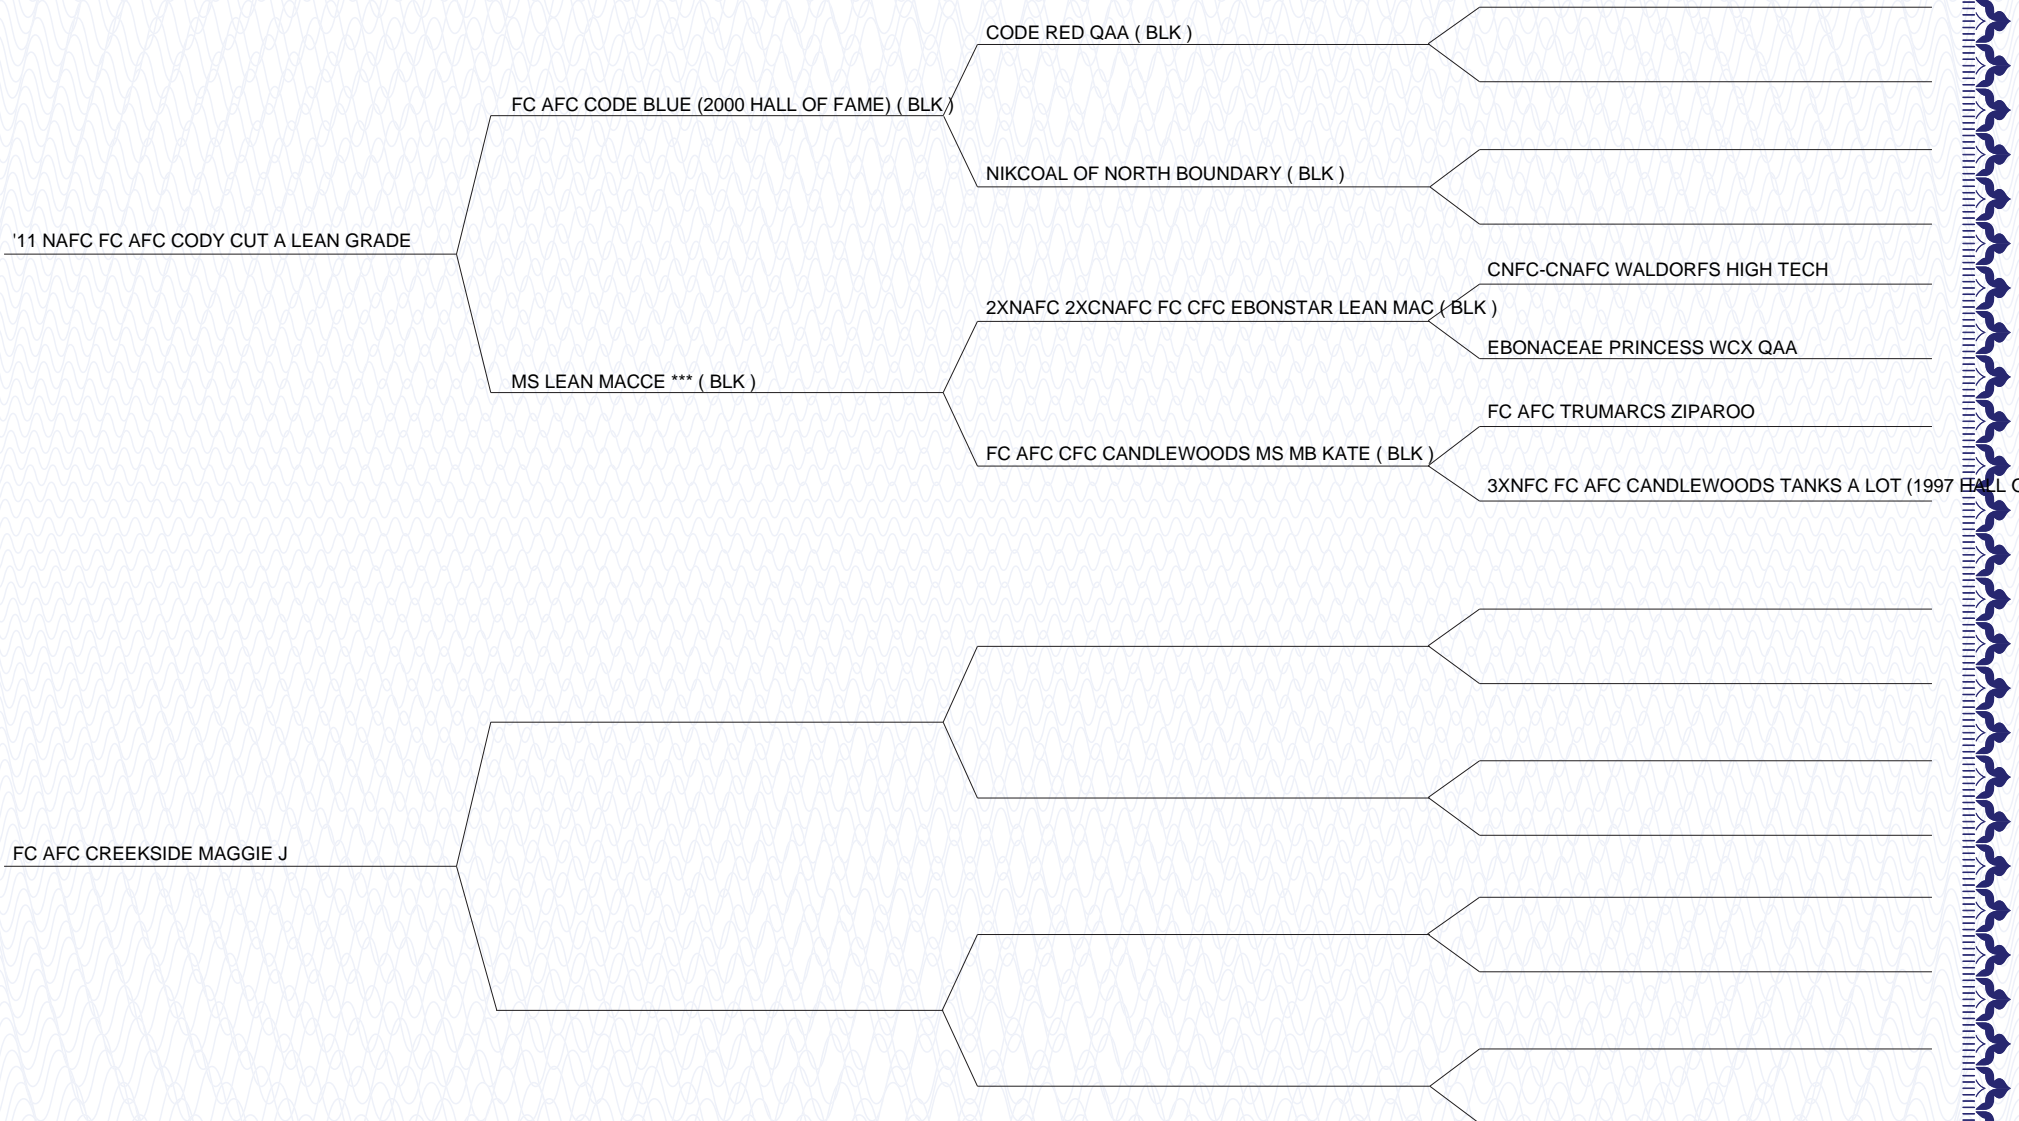 CODE RED QAA ( BLK )
FC AFC CODE BLUE (2000 HALL OF FAME) ( BLK )
NIKCOAL OF NORTH BOUNDARY ( BLK )
'11 NAFC FC AFC CODY CUT A LEAN GRADE
CNFC-CNAFC WALDORFS HIGH TECH
2XNAFC 2XCNAFC FC CFC EBONSTAR LEAN MAC ( BLK )
EBONACEAE PRINCESS WCX QAA
MS LEAN MACCE *** ( BLK )
FC AFC TRUMARCS ZIPAROO
FC AFC CFC CANDLEWOODS MS MB KATE ( BLK )
3XNFC FC AFC CANDLEWOODS TANKS A LOT (1997 HALL
FC AFC CREEKSIDE MAGGIE J